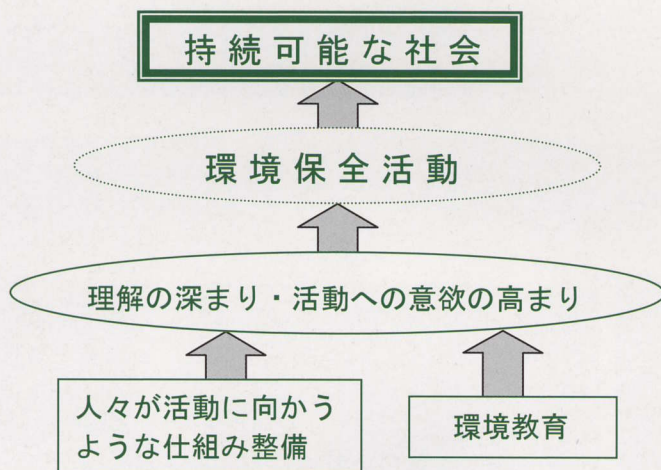 持続可能な社会
環境保全活動
理解の深まり・活動への意欲の高まり
人々が活動に向かう
ような仕組み整備
環境教育